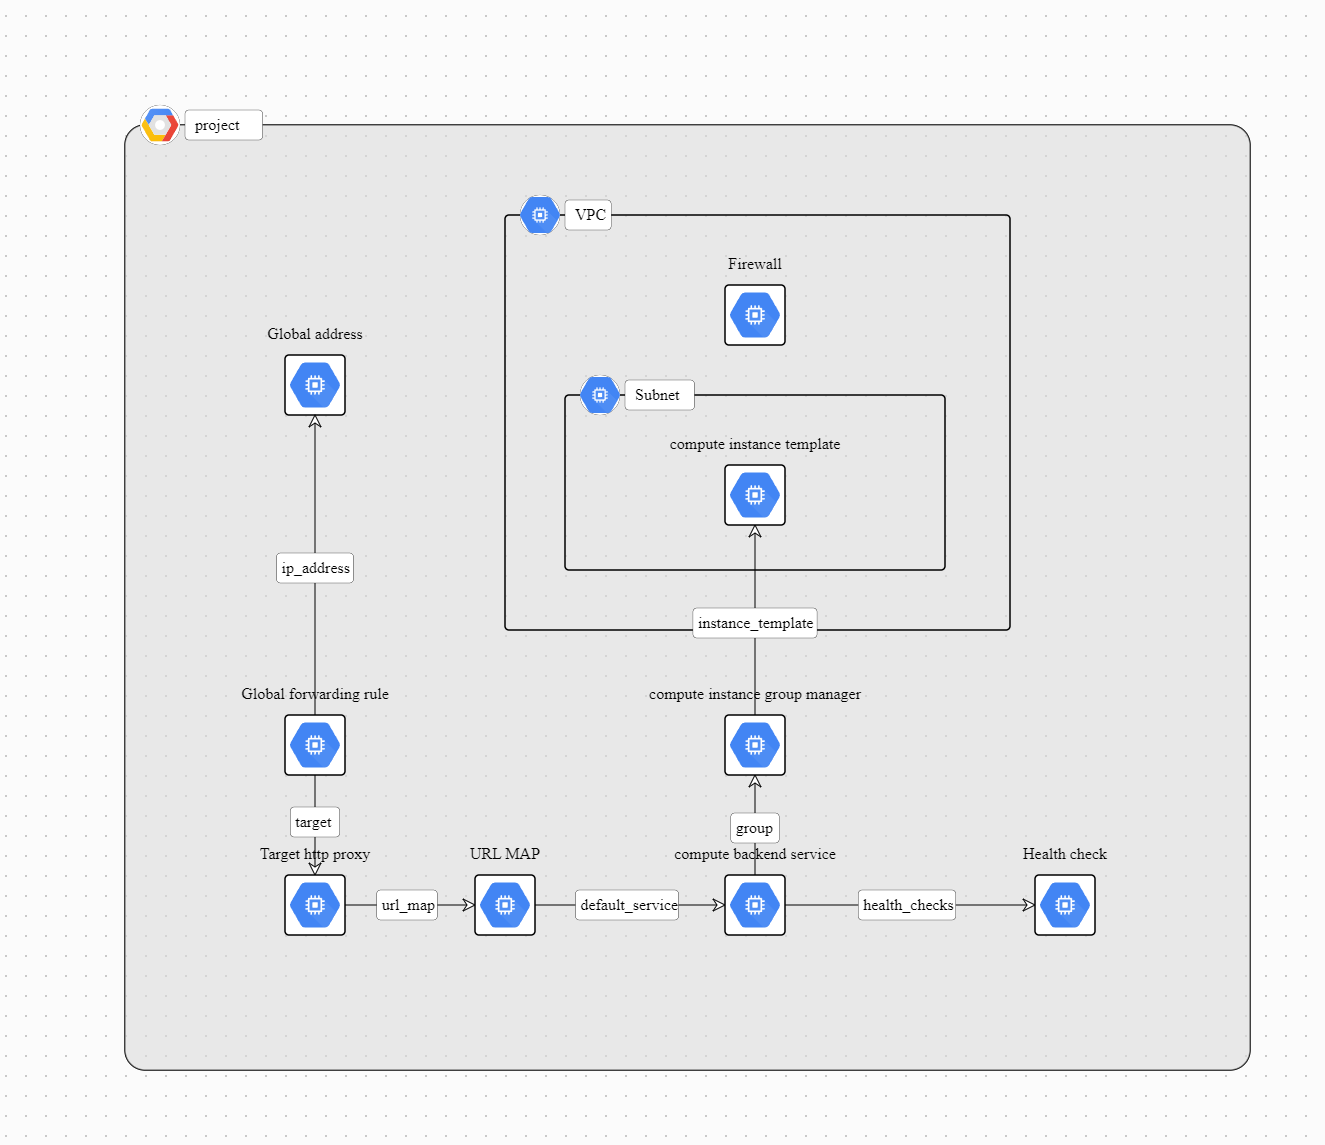 project
VPC
Firewall
Global address
Subnet
compute instance template
ip_address
instance_template
Global forwarding rule
compute instance group manager
target
group
Target http proxy
URL MAP
compute backend service
Health check
url_map
default_service
health_checks